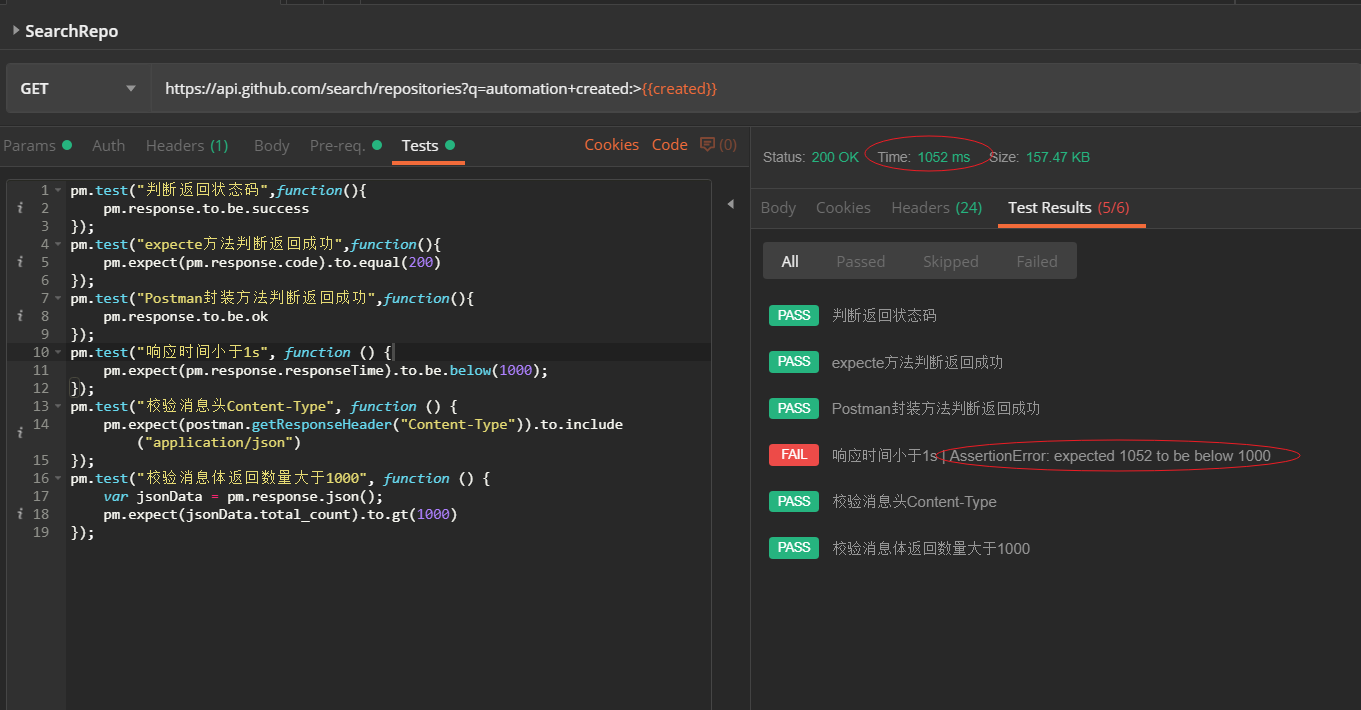 SearchRepo
GET https://api.github.com/search/repositories?q=automation+created:>{{created}}
Params Auth Headers (1) Body Pre-req. Tests Cookies Code (0)
1 pm.test("判断返回状态码",function(){
2 pm.response.to.be.success
3 });
4 pm.test("expecte方法判断返回成功",function(){
5 pm.expect(pm.response.code).to.equal(200)
6 });
7 pm.test("Postman封装方法判断返回成功",function(){
8 pm.response.to.be.ok
9 });
10 pm.test("响应时间小于1s", function () {
11 pm.expect(pm.response.responseTime).to.be.below(1000);
12 });
13 pm.test("校验消息头Content-Type", function () {
14 pm.expect(postman.getResponseHeader("Content-Type")).to.include
("application/json")
15 });
16 pm.test("校验消息体返回数量大于1000", function () {
17 var jsonData = pm.response.json();
18 pm.expect(jsonData.total_count).to.gt(1000)
19 });
Status: 200 OK Time: 1052 ms Size: 157.47 KB
Body Cookies Headers (24) Test Results (5/6)
All Passed Skipped Failed
PASS 判断返回状态码
PASS expecte方法判断返回成功
PASS Postman封装方法判断返回成功
FAIL 响应时间小于1s | AssertionError: expected 1052 to be below 1000
PASS 校验消息头Content-Type
PASS 校验消息体返回数量大于1000